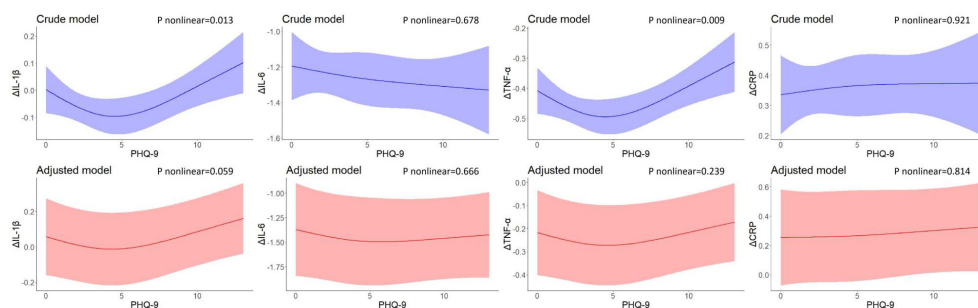 Crude model P nonlinear=0.013
ΔIL-1β
0.2
0.1
0.0
-0.1
0 5 10
PHQ-9
Crude model P nonlinear=0.678
ΔIL-6
-1.0
-1.2
-1.4
-1.6
0 5 10
PHQ-9
Crude model P nonlinear=0.009
ΔTNF-α
-0.2
-0.3
-0.4
-0.5
0 5 10
PHQ-9
Crude model P nonlinear=0.921
ΔCRP
0.5
0.4
0.3
0.2
0 5 10
PHQ-9
Adjusted model P nonlinear=0.059
ΔIL-1β
0.2
0.0
-0.2
0 5 10
PHQ-9
Adjusted model P nonlinear=0.666
ΔIL-6
-1.00
-1.25
-1.50
-1.75
0 5 10
PHQ-9
Adjusted model P nonlinear=0.239
ΔTNF-α
0.0
-0.1
-0.2
-0.3
-0.4
0 5 10
PHQ-9
Adjusted model P nonlinear=0.814
ΔCRP
0.6
0.4
0.2
0.0
0 5 10
PHQ-9